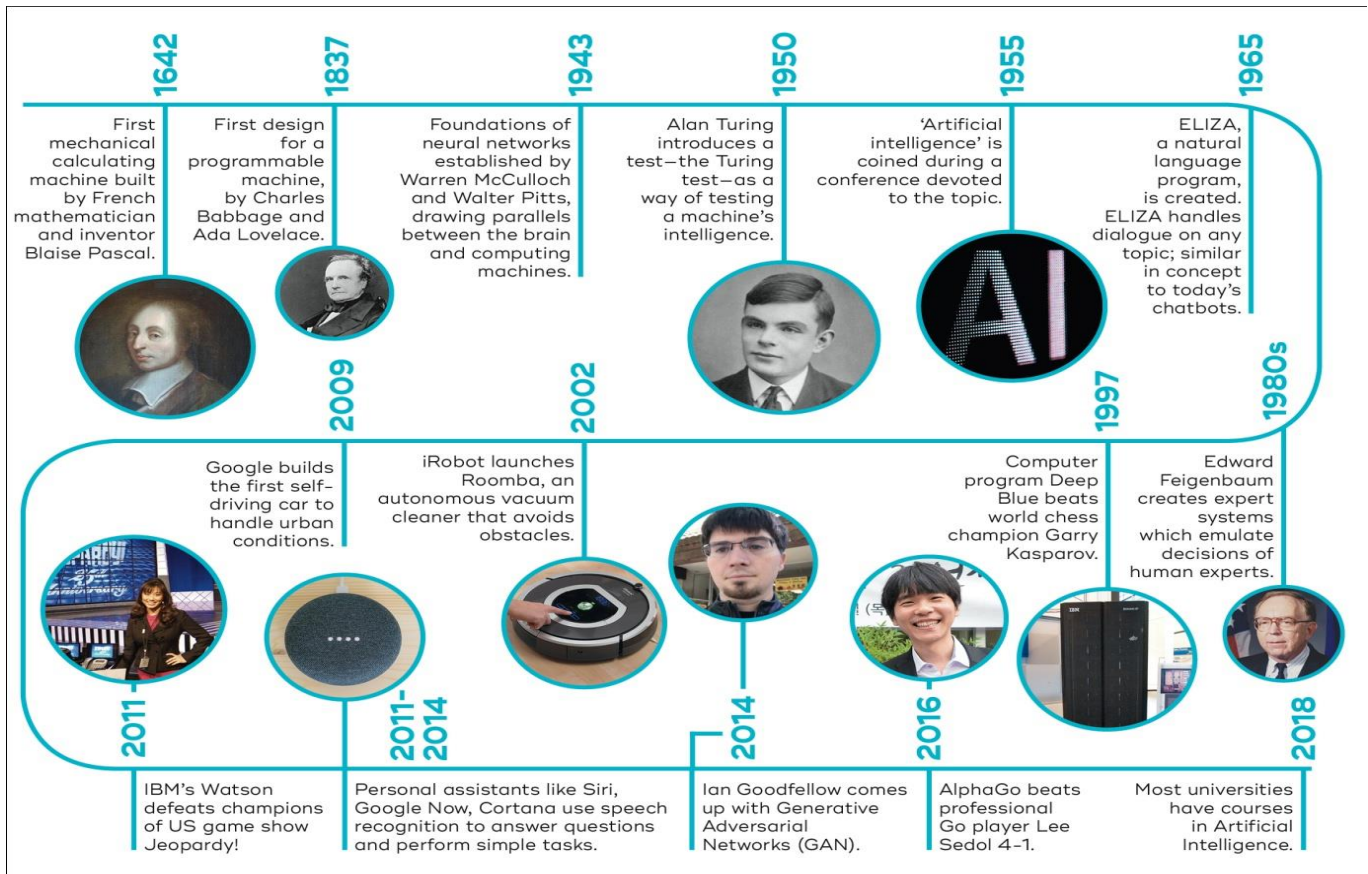 1642
First
mechanical
calculating
machine built
by French
mathematician
and inventor
Blaise Pascal.
1837
First design
for a
programmable
machine,
by Charles
Babbage and
Ada Lovelace.
1943
Foundations of
neural networks
established by
Warren McCulloch
and Walter Pitts,
drawing parallels
between the brain
and computing
machines.
1950
Alan Turing
introduces a
test—the Turing
test—as a
way of testing
a machine's
intelligence.
1955
'Artificial
intelligence' is
coined during a
conference devoted
to the topic.
AI
1965
ELIZA,
a natural
language
program,
is created.
ELIZA handles
dialogue on any
topic; similar
in concept
to today's
chatbots.
1980s
Edward
Feigenbaum
creates expert
systems
which emulate
decisions of
human experts.
1997
Computer
program Deep
Blue beats
world chess
champion Garry
Kasparov.
IBM
2002
iRobot launches
Roomba, an
autonomous vacuum
cleaner that avoids
obstacles.
2009
Google builds
the first self-
driving car to
handle urban
conditions.
2011
IBM's Watson
defeats champions
of US game show
Jeopardy!
2011-
2014
Personal assistants like Siri,
Google Now, Cortana use speech
recognition to answer questions
and perform simple tasks.
2014
Ian Goodfellow comes
up with Generative
Adversarial
Networks (GAN).
2016
AlphaGo beats
professional
Go player Lee
Sedol 4-1.
2018
Most universities
have courses
in Artificial
Intelligence.